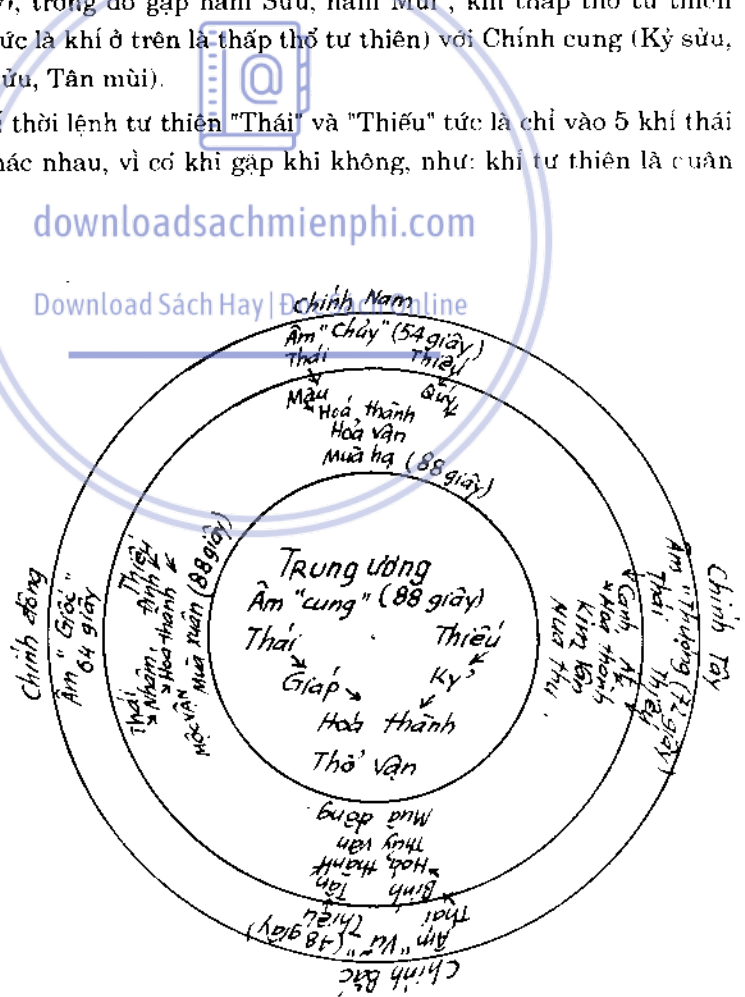 trong đó gặp năm Sửu, năm Mùi , khi thấp thổ tư thiên
ức là khí ở trên là thấp thổ tư thiên) với Chính cung (Kỷ sửu,
ửu, Tân mùi).
thời lệnh tư thiên "Thái" và "Thiếu" tức là chỉ vào 5 khí thái
hác nhau, vì có khi gặp khi không, như: khí tư thiên là quân
downloadsachmienphi.com
Download Sách Hay | Đọc Sách Online
Chính Nam
Âm "Chủy" (54 giây)
Thái Thiếu
Mậu Quý
Hoá thành
Hỏa vận
Mùa hạ (88 giây)
Chính đông
Âm "Giốc"
64 giây
Thái Thiếu
Nhâm, Đinh
Hoá thành
Mộc vận
Mùa xuân (88 giây)
Trung ương
Âm "cung" (88 giây)
Thái Thiếu
Giáp Kỷ
Hoá thành
Thổ vận
Chính Tây
Âm "Thượng" (72 giây)
Thái Thiếu
Canh, Ất
Hoá thành
Kim vận
Mùa thu.
Mùa đông
Thủy vận
Hoá thành
Bính Tân
Thái Thiếu
Âm "Vũ" (48 giây)
Chính Bắc